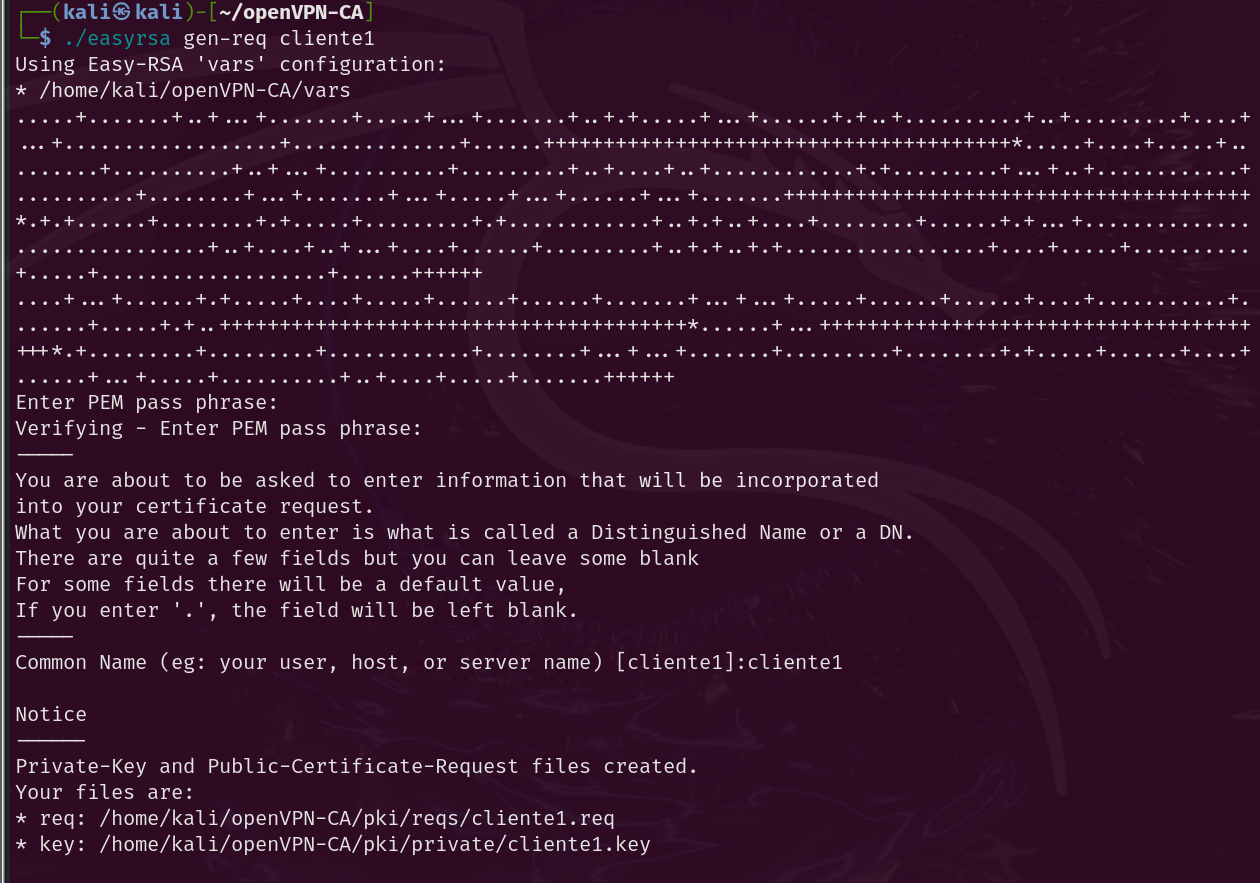 ┌──(kali㉿kali)-[~/openVPN-CA]
└─$ ./easyrsa gen-req cliente1
Using Easy-RSA 'vars' configuration:
* /home/kali/openVPN-CA/vars
.....+.......+..+...+.......+.....+...+.......+..+.+.....+...+......+.+..+..........+..+.........+....+
...+..................+..............+......+++++++++++++++++++++++++++++++++++++++*.....+....+.....+..
.......+..........+..+...+..........+..........+..+....+..+............+.+.........+...+..+............+
..........+........+...+.......+...+.....+...+......+...+.......+++++++++++++++++++++++++++++++++++++++
*.+.+......+........+.+.....+.........+.+............+..+.+..+....+........+......+.+...+..............
................+..+....+..+...+....+......+.........+..+.+..+.+.................+....+.....+..........
+.....+...................+......++++++
....+...+......+.+.....+....+.....+......+......+.......+...+...+.....+......+......+....+...........+.
......+.....+.+..+++++++++++++++++++++++++++++++++++++++*......+...++++++++++++++++++++++++++++++++++++
+++*.+.........+.........+............+........+...+...+.......+.........+........+.+.....+......+....+
......+...+.....+..........+..+....+.....+.......++++++
Enter PEM pass phrase:
Verifying - Enter PEM pass phrase:
-----
You are about to be asked to enter information that will be incorporated
into your certificate request.
What you are about to enter is what is called a Distinguished Name or a DN.
There are quite a few fields but you can leave some blank
For some fields there will be a default value,
If you enter '.', the field will be left blank.
-----
Common Name (eg: your user, host, or server name) [cliente1]:cliente1

Notice
------
Private-Key and Public-Certificate-Request files created.
Your files are:
* req: /home/kali/openVPN-CA/pki/reqs/cliente1.req
* key: /home/kali/openVPN-CA/pki/private/cliente1.key